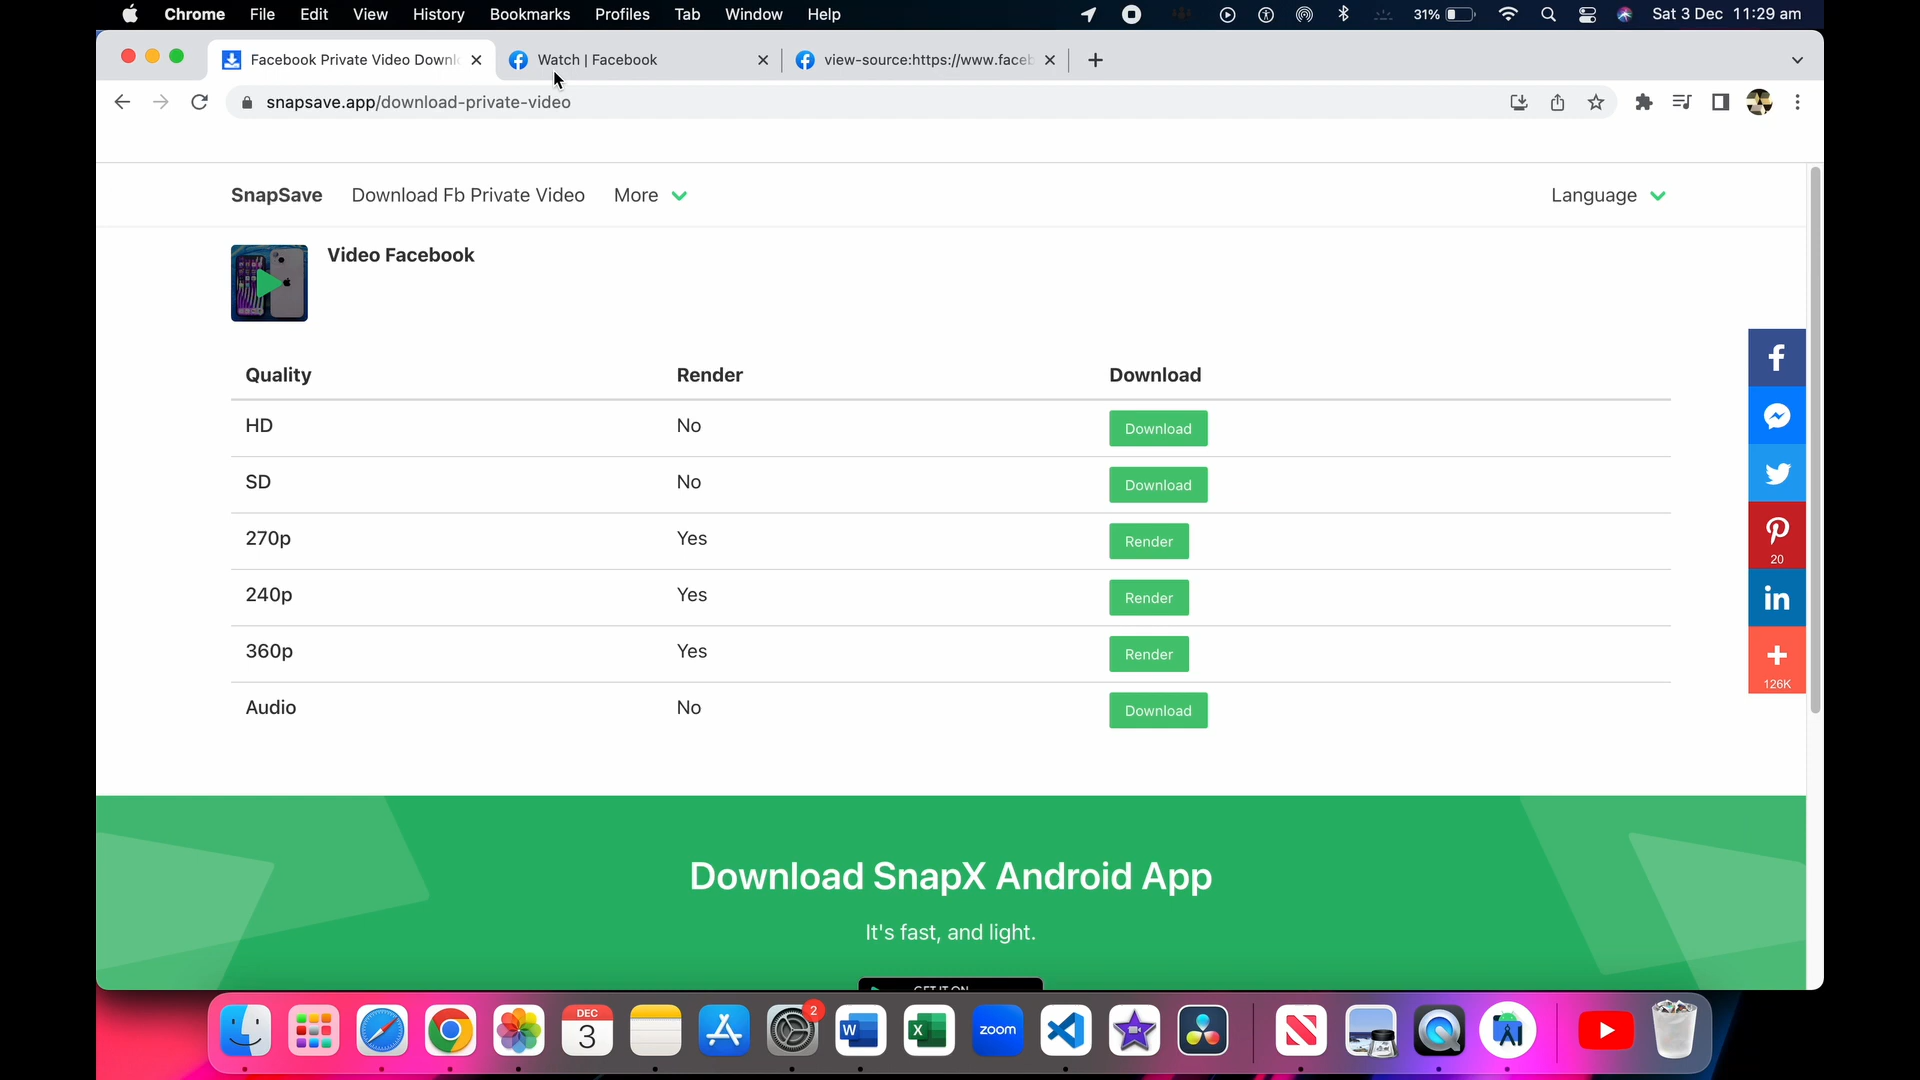 Chrome File Edit View History Bookmarks Profiles Tab Window Help 31% Sat 3 Dec 11:29 am
Facebook Private Video Downl Watch | Facebook view-source:https://www.faceb
snapsave.app/download-private-video
SnapSave Download Fb Private Video More Language
Video Facebook
Quality Render Download
HD No Download
SD No Download
270p Yes Render
240p Yes Render
360p Yes Render
Audio No Download
20
in
126K
Download SnapX Android App
It's fast, and light.
GET IT ON
DEC
3
2
W
X
zoom